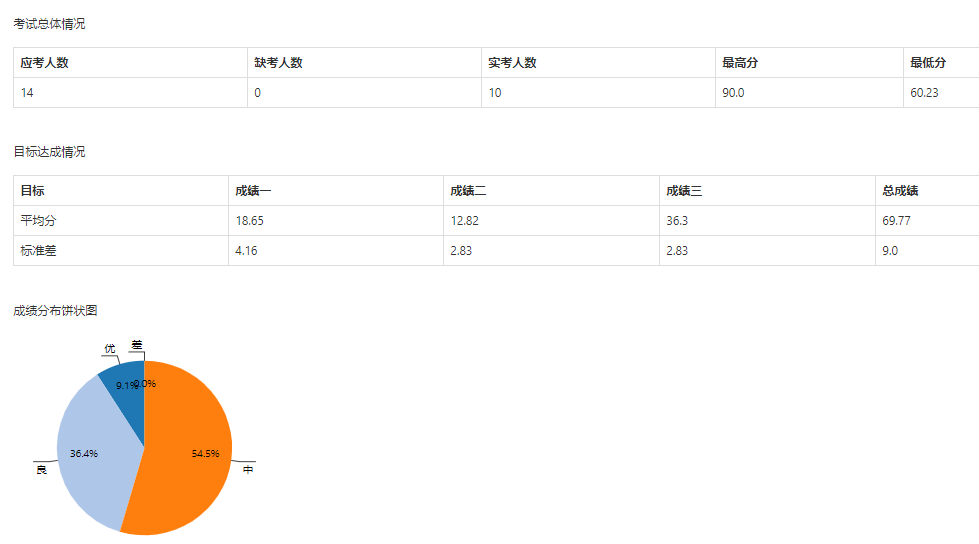 考试总体情况
应考人数 缺考人数 实考人数 最高分 最低分
14 0 10 90.0 60.23
目标达成情况
目标 成绩一 成绩二 成绩三 总成绩
平均分 18.65 12.82 36.3 69.77
标准差 4.16 2.83 2.83 9.0
成绩分布饼状图
优 差
9.1% 0.0%
36.4% 54.5%
良 中